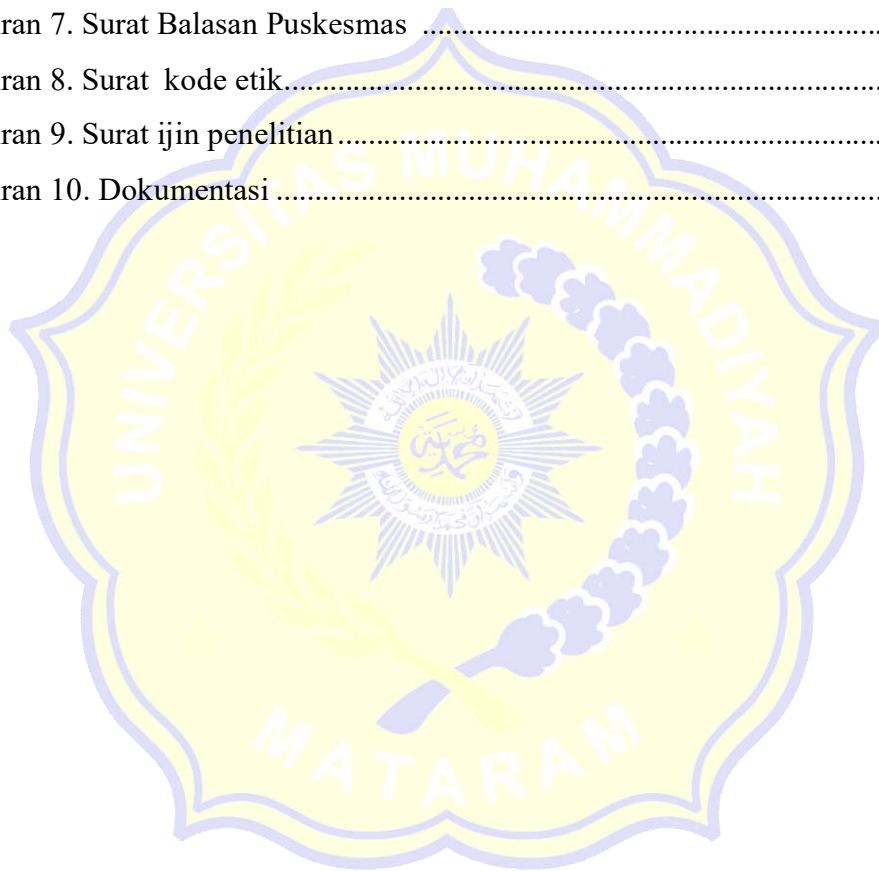 ran 7. Surat Balasan Puskesmas ..........................................................
ran 8. Surat kode etik..........................................................................
ran 9. Surat ijin penelitian....................................................................
ran 10. Dokumentasi ...........................................................................
UNIVERSITAS MUHAMMADIYAH
MATARAM